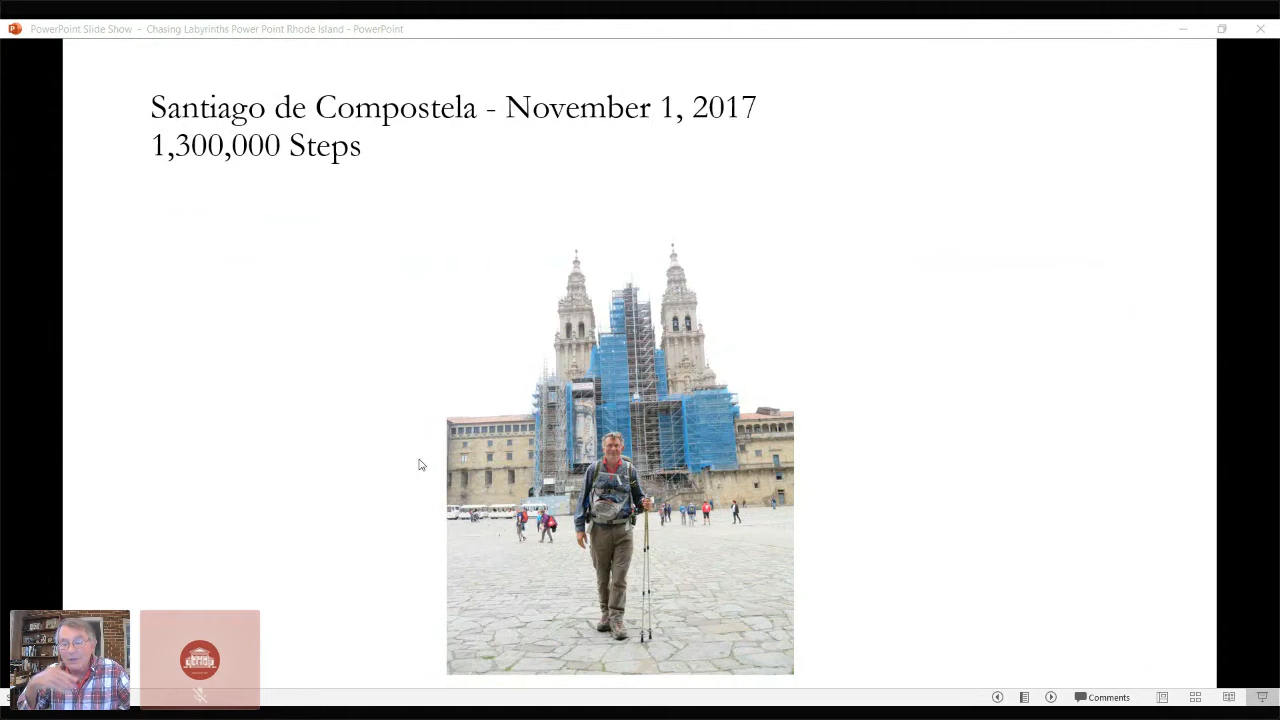 PowerPoint Slide Show - Chasing Labyrinths Power Point Rhode Island - PowerPoint
Santiago de Compostela - November 1, 2017
1,300,000 Steps
Comments